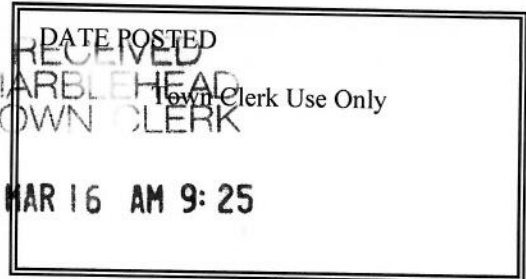 DATE POSTED
RECEIVED
MARBLEHEAD
Town Clerk Use Only
TOWN CLERK
MAR 16 AM 9:25